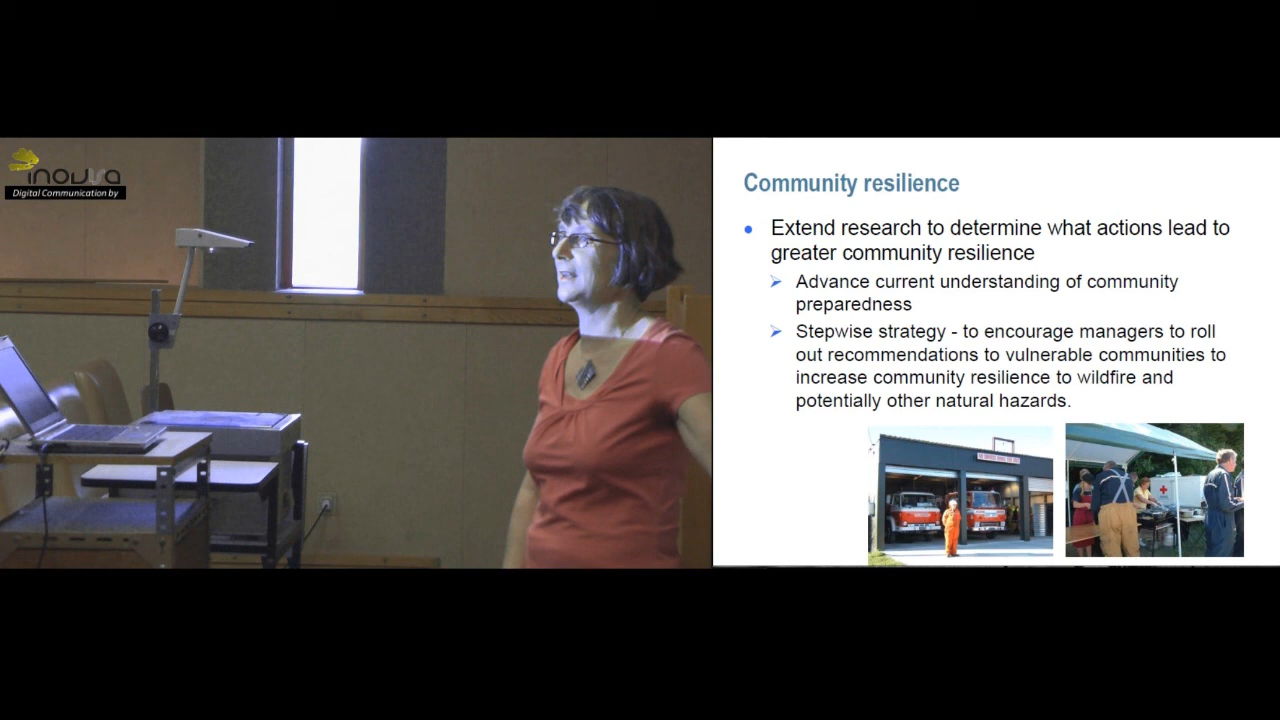 inovia
Digital Communication by
Community resilience
Extend research to determine what actions lead to
greater community resilience
Advance current understanding of community
preparedness
Stepwise strategy - to encourage managers to roll
out recommendations to vulnerable communities to
increase community resilience to wildfire and
potentially other natural hazards.